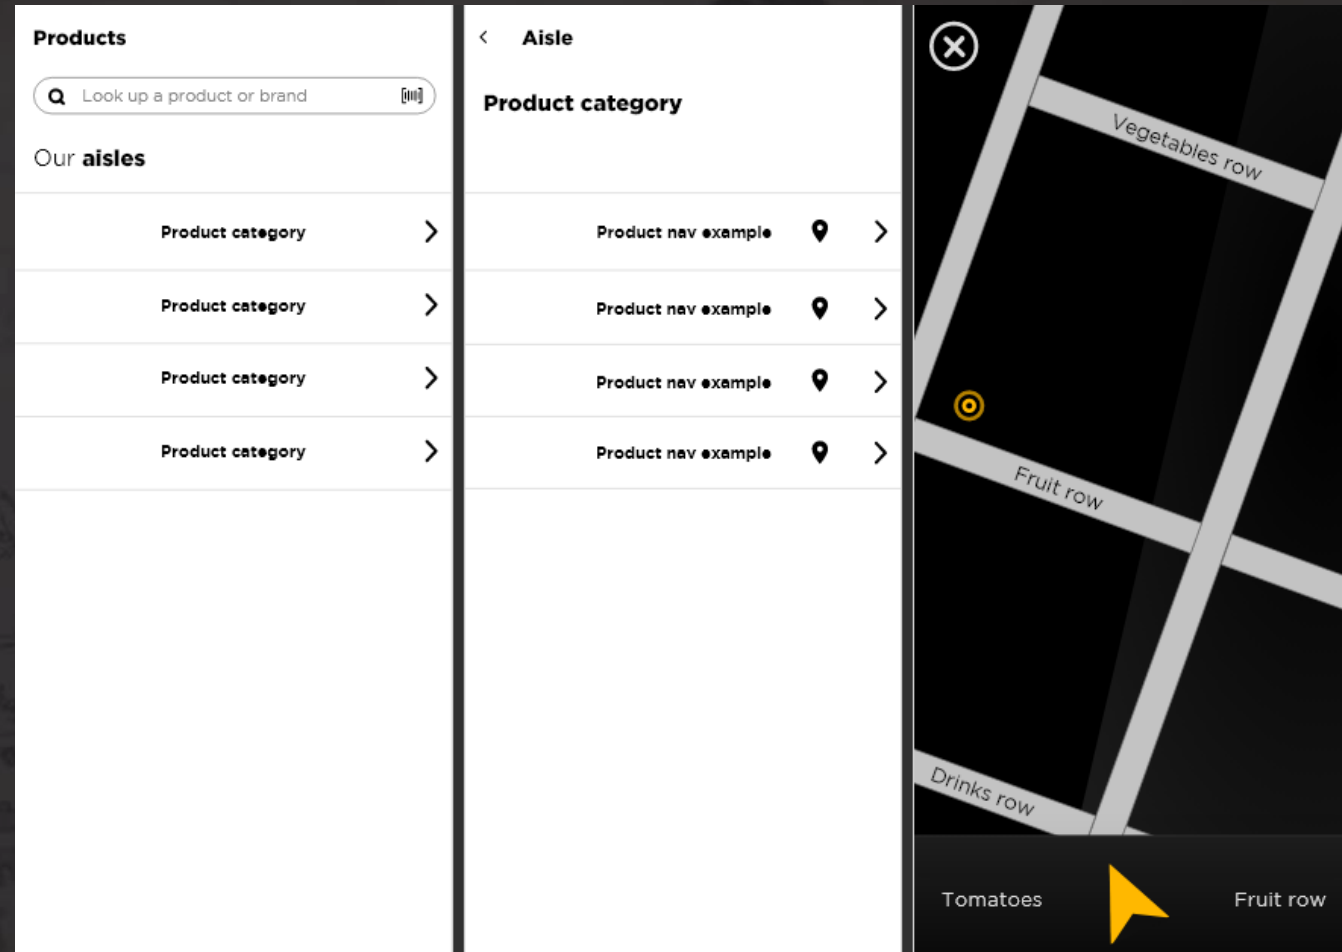 Products
Look up a product or brand
Our aisles
Product category
Product category
Product category
Product category
Aisle
Product category
Product nav example
Product nav example
Product nav example
Product nav example
Vegetables row
Fruit row
Drinks row
Tomatoes
Fruit row